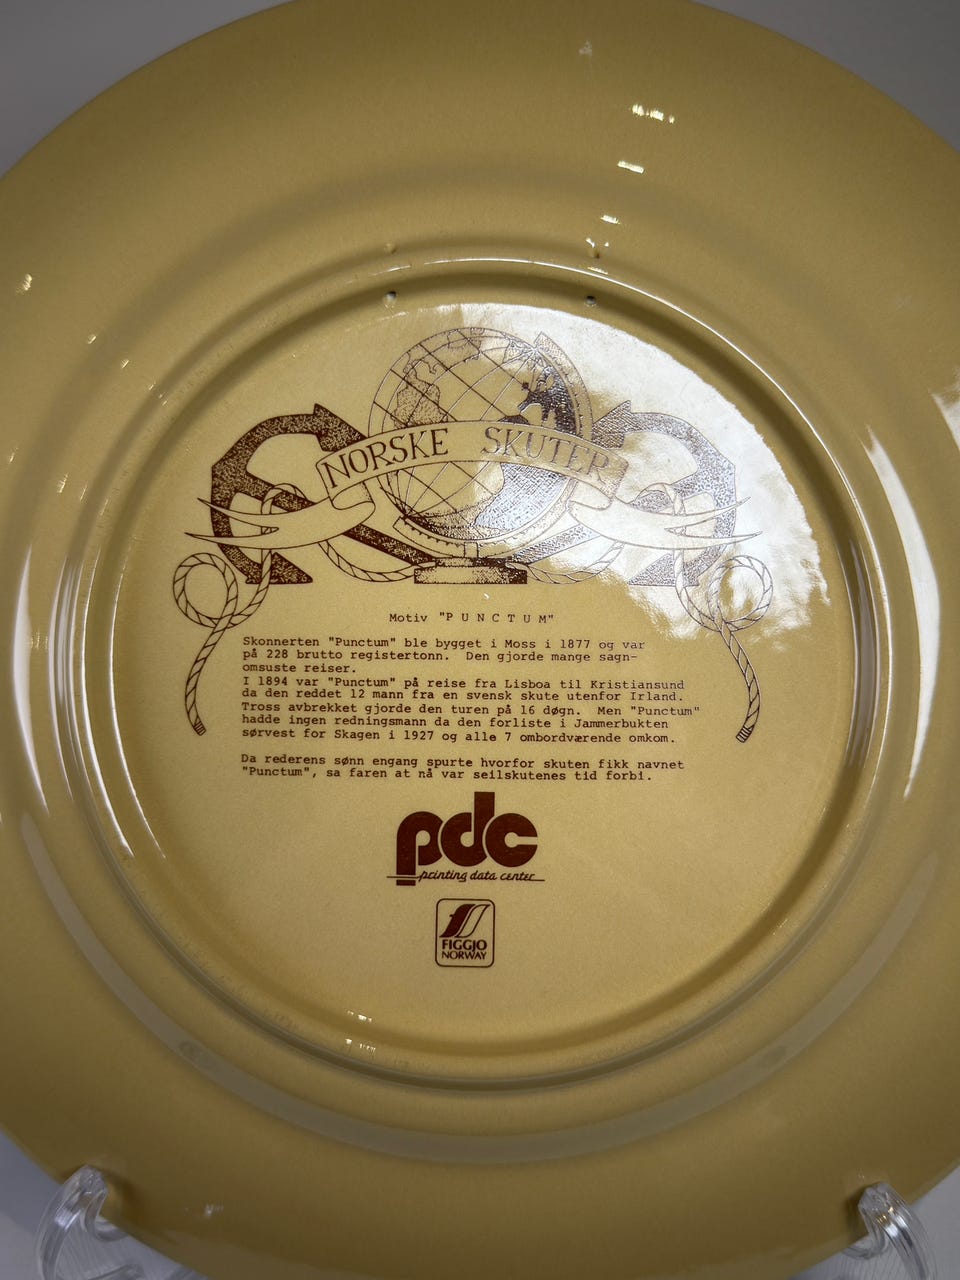 NORSKE SKUTER
Motiv "P U N C T U M"
Skonnerten "Punctum" ble bygget i Moss i 1877 og var
på 228 brutto registertonn. Den gjorde mange sagn-
omsuste reiser.
I 1894 var "Punctum" på reise fra Lisboa til Kristiansund
da den reddet 12 mann fra en svensk skute utenfor Irland.
Tross avbrekket gjorde den turen på 16 døgn. Men "Punctum"
hadde ingen redningsmann da den forliste i Jammerbukten
sørvest for Skagen i 1927 og alle 7 ombordværende omkom.
Da rederens sønn engang spurte hvorfor skuten fikk navnet
"Punctum", sa faren at nå var seilskutenes tid forbi.
pdc
printing data center
FIGGJO
NORWAY